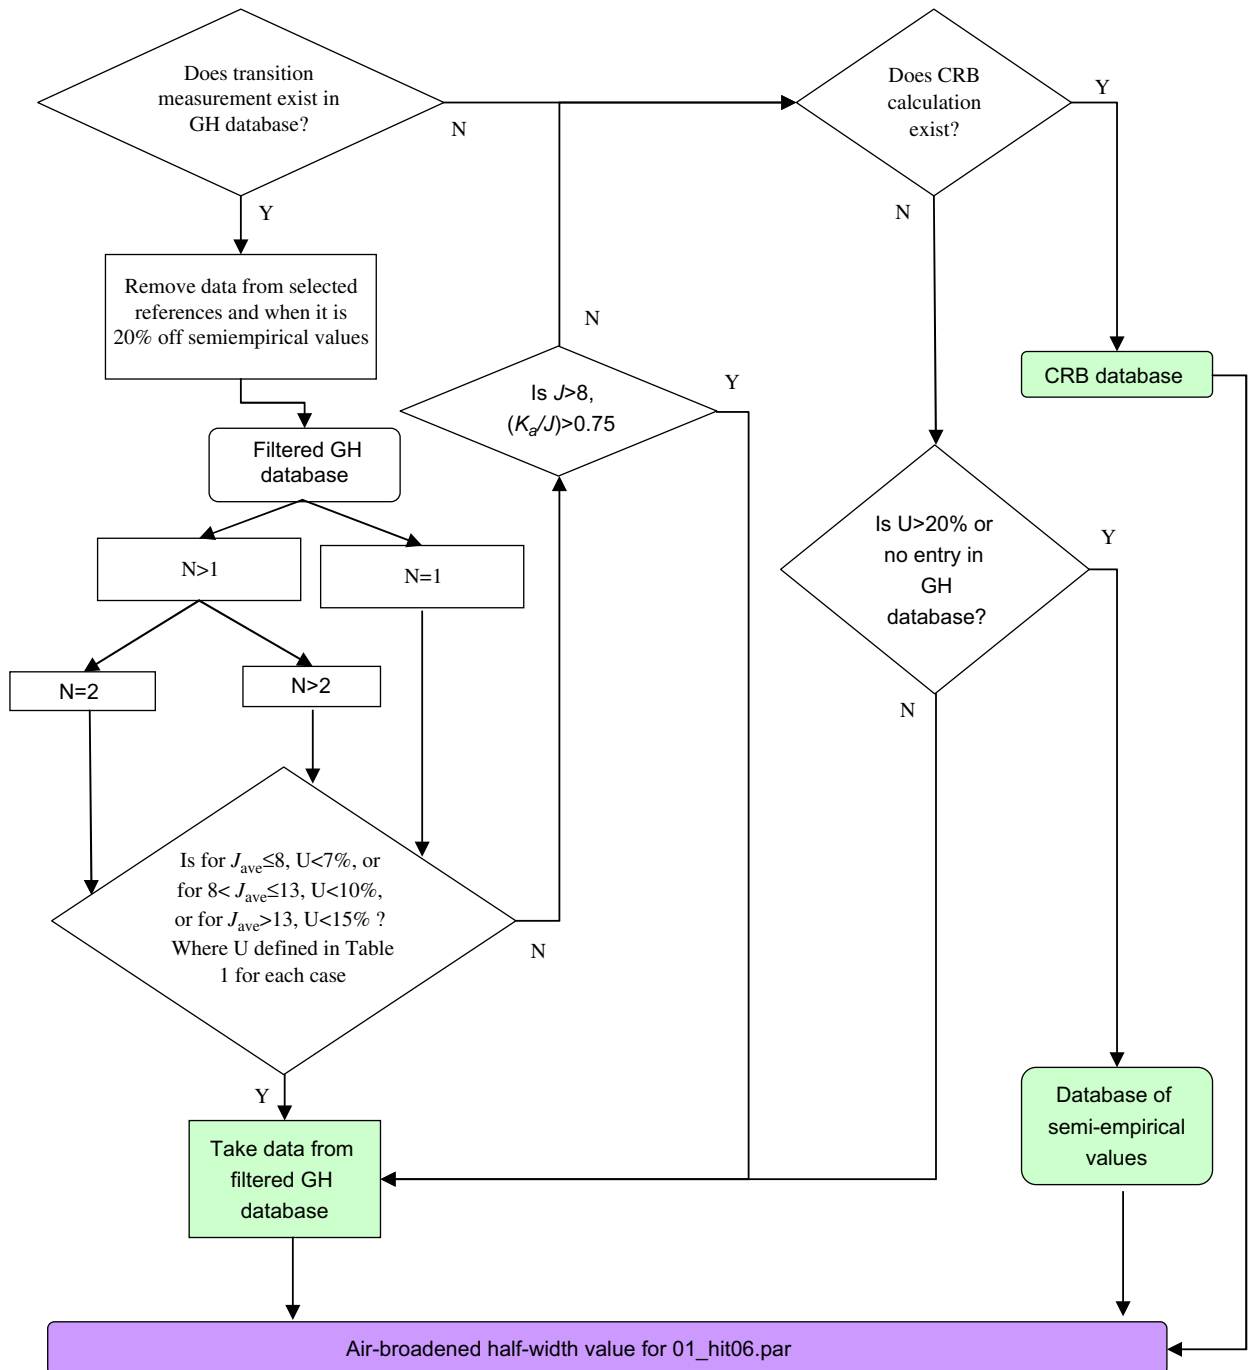 Does transition
measurement exist in
GH database?
N
Y
Does CRB
calculation
exist?
Y
N
Remove data from selected
references and when it is
20% off semiempirical values
Filtered GH
database
N>1
N=1
N=2
N>2
Is J>8,
(Ka/J)>0.75
N
Y
CRB database
Is U>20% or
no entry in
GH
database?
Y
N
Is for Jave≤8, U<7%, or
for 8< Jave≤13, U<10%,
or for Jave>13, U<15% ?
Where U defined in Table
1 for each case
N
Y
Take data from
filtered GH
database
Database of
semi-empirical
values
Air-broadened half-width value for 01_hit06.par